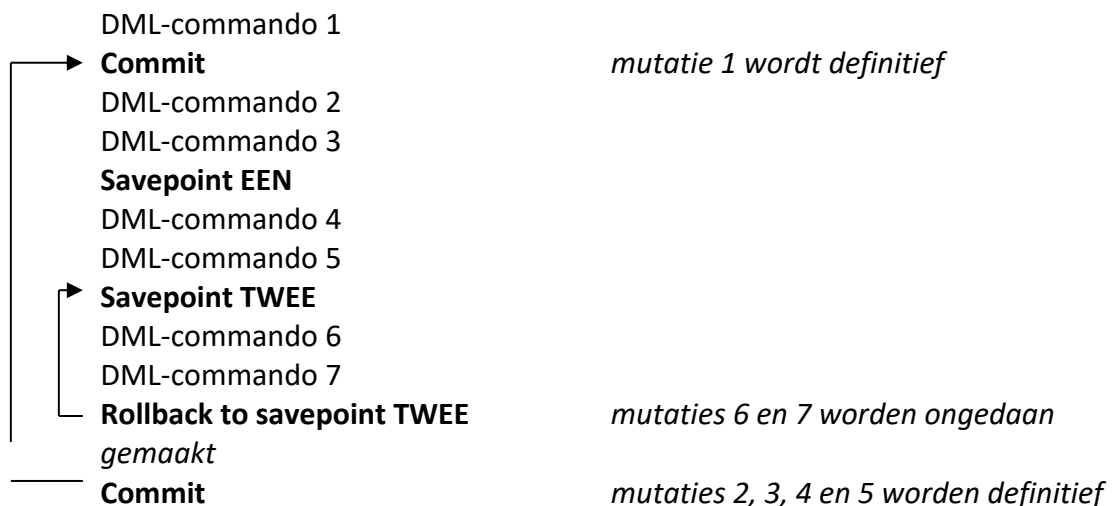 DML-commando 1
Commit mutatie 1 wordt definitief
DML-commando 2
DML-commando 3
Savepoint EEN
DML-commando 4
DML-commando 5
Savepoint TWEE
DML-commando 6
DML-commando 7
Rollback to savepoint TWEE mutaties 6 en 7 worden ongedaan
gemaakt
Commit mutaties 2, 3, 4 en 5 worden definitief